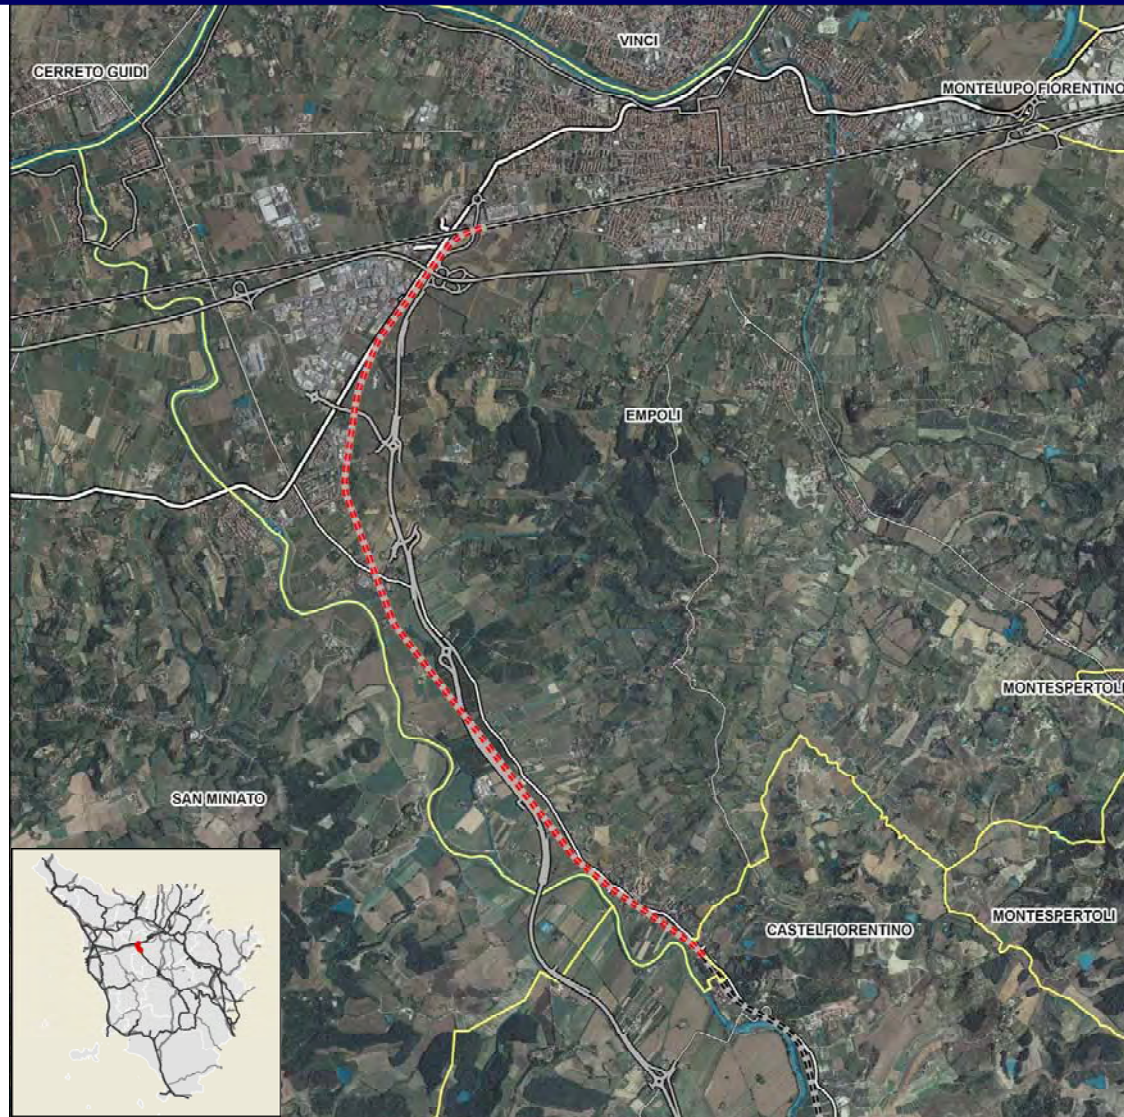 VINCI
CERRETO GUIDI
MONTELUPO FIORENTINO
EMPOLI
MONTESPERTOLI
SAN MINIATO
MONTESPERTOLI
CASTELFIORENTINO